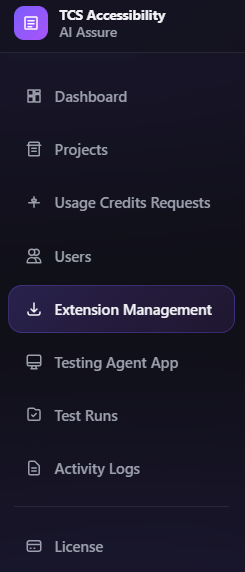 TCS Accessibility
AI Assure
Dashboard
Projects
Usage Credits Requests
Users
Extension Management
Testing Agent App
Test Runs
Activity Logs
License